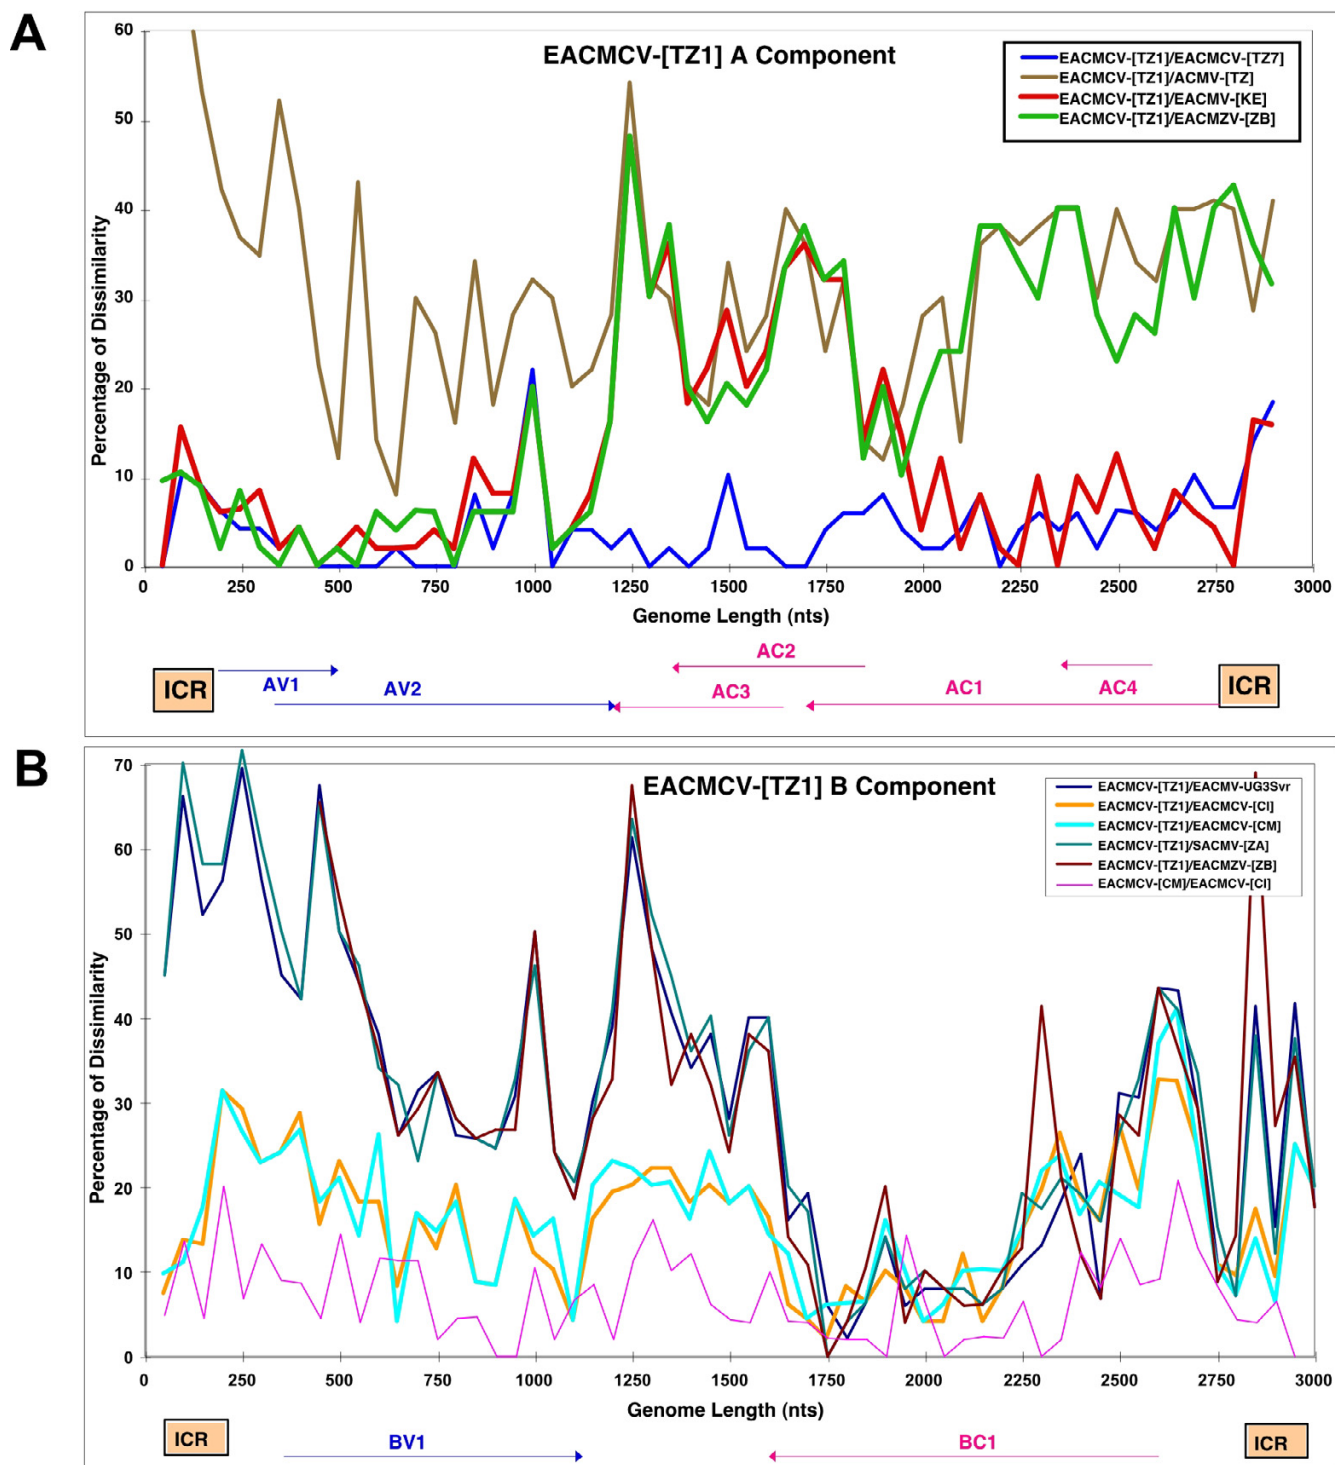 A
EACMCV-[TZ1] A Component
EACMCV-[TZ1]/EACMCV-[TZ7]
EACMCV-[TZ1]/ACMV-[TZ]
EACMCV-[TZ1]/EACMV-[KE]
EACMCV-[TZ1]/EACMZV-[ZB]
Percentage of Dissimilarity
60
50
40
30
20
10
0
0 250 500 750 1000 1250 1500 1750 2000 2250 2500 2750 3000
Genome Length (nts)
ICR
AV1
AV2
AC2
AC3
AC1
AC4
ICR
B
EACMCV-[TZ1] B Component
EACMCV-[TZ1]/EACMV-UG3Svr
EACMCV-[TZ1]/EACMCV-[CI]
EACMCV-[TZ1]/EACMCV-[CM]
EACMCV-[TZ1]/SACMV-[ZA]
EACMCV-[TZ1]/EACMZV-[ZB]
EACMCV-[CM]/EACMCV-[CI]
Percentage of Dissimilarity
70
60
50
40
30
20
10
0
0 250 500 750 1000 1250 1500 1750 2000 2250 2500 2750 3000
Genome Length (nts)
ICR
BV1
BC1
ICR